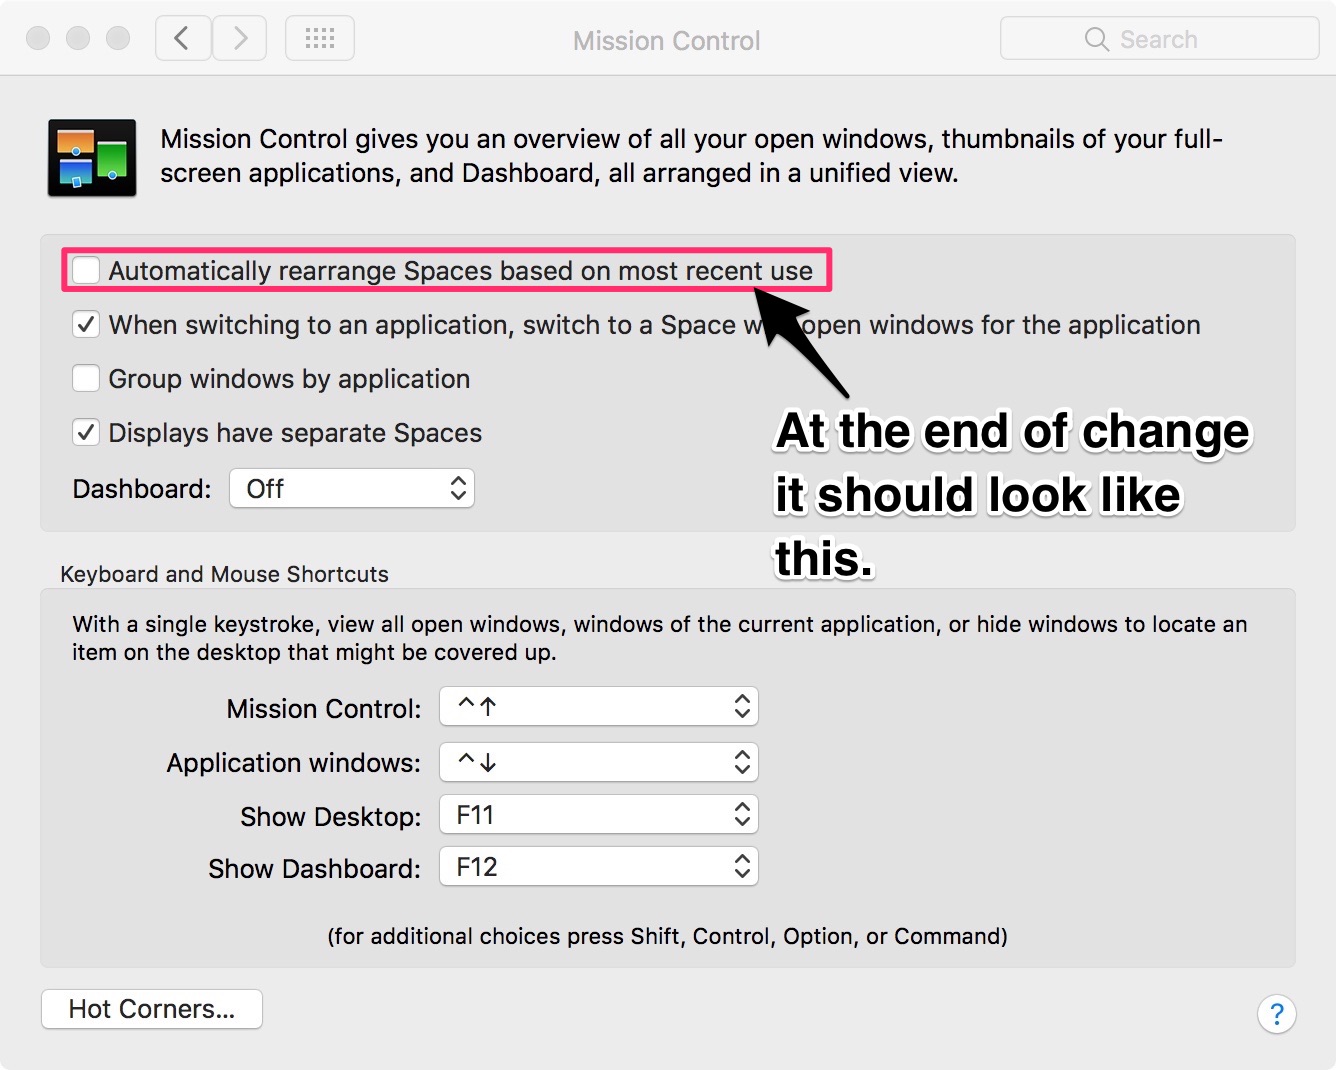 Mission Control
Search
Mission Control gives you an overview of all your open windows, thumbnails of your full-
screen applications, and Dashboard, all arranged in a unified view.
Automatically rearrange Spaces based on most recent use
When switching to an application, switch to a Space open windows for the application
Group windows by application
Displays have separate Spaces
Dashboard: Off
At the end of change
it should look like
this.
Keyboard and Mouse Shortcuts
With a single keystroke, view all open windows, windows of the current application, or hide windows to locate an
item on the desktop that might be covered up.
Mission Control: ^↑
Application windows: ^↓
Show Desktop: F11
Show Dashboard: F12
(for additional choices press Shift, Control, Option, or Command)
Hot Corners...
?